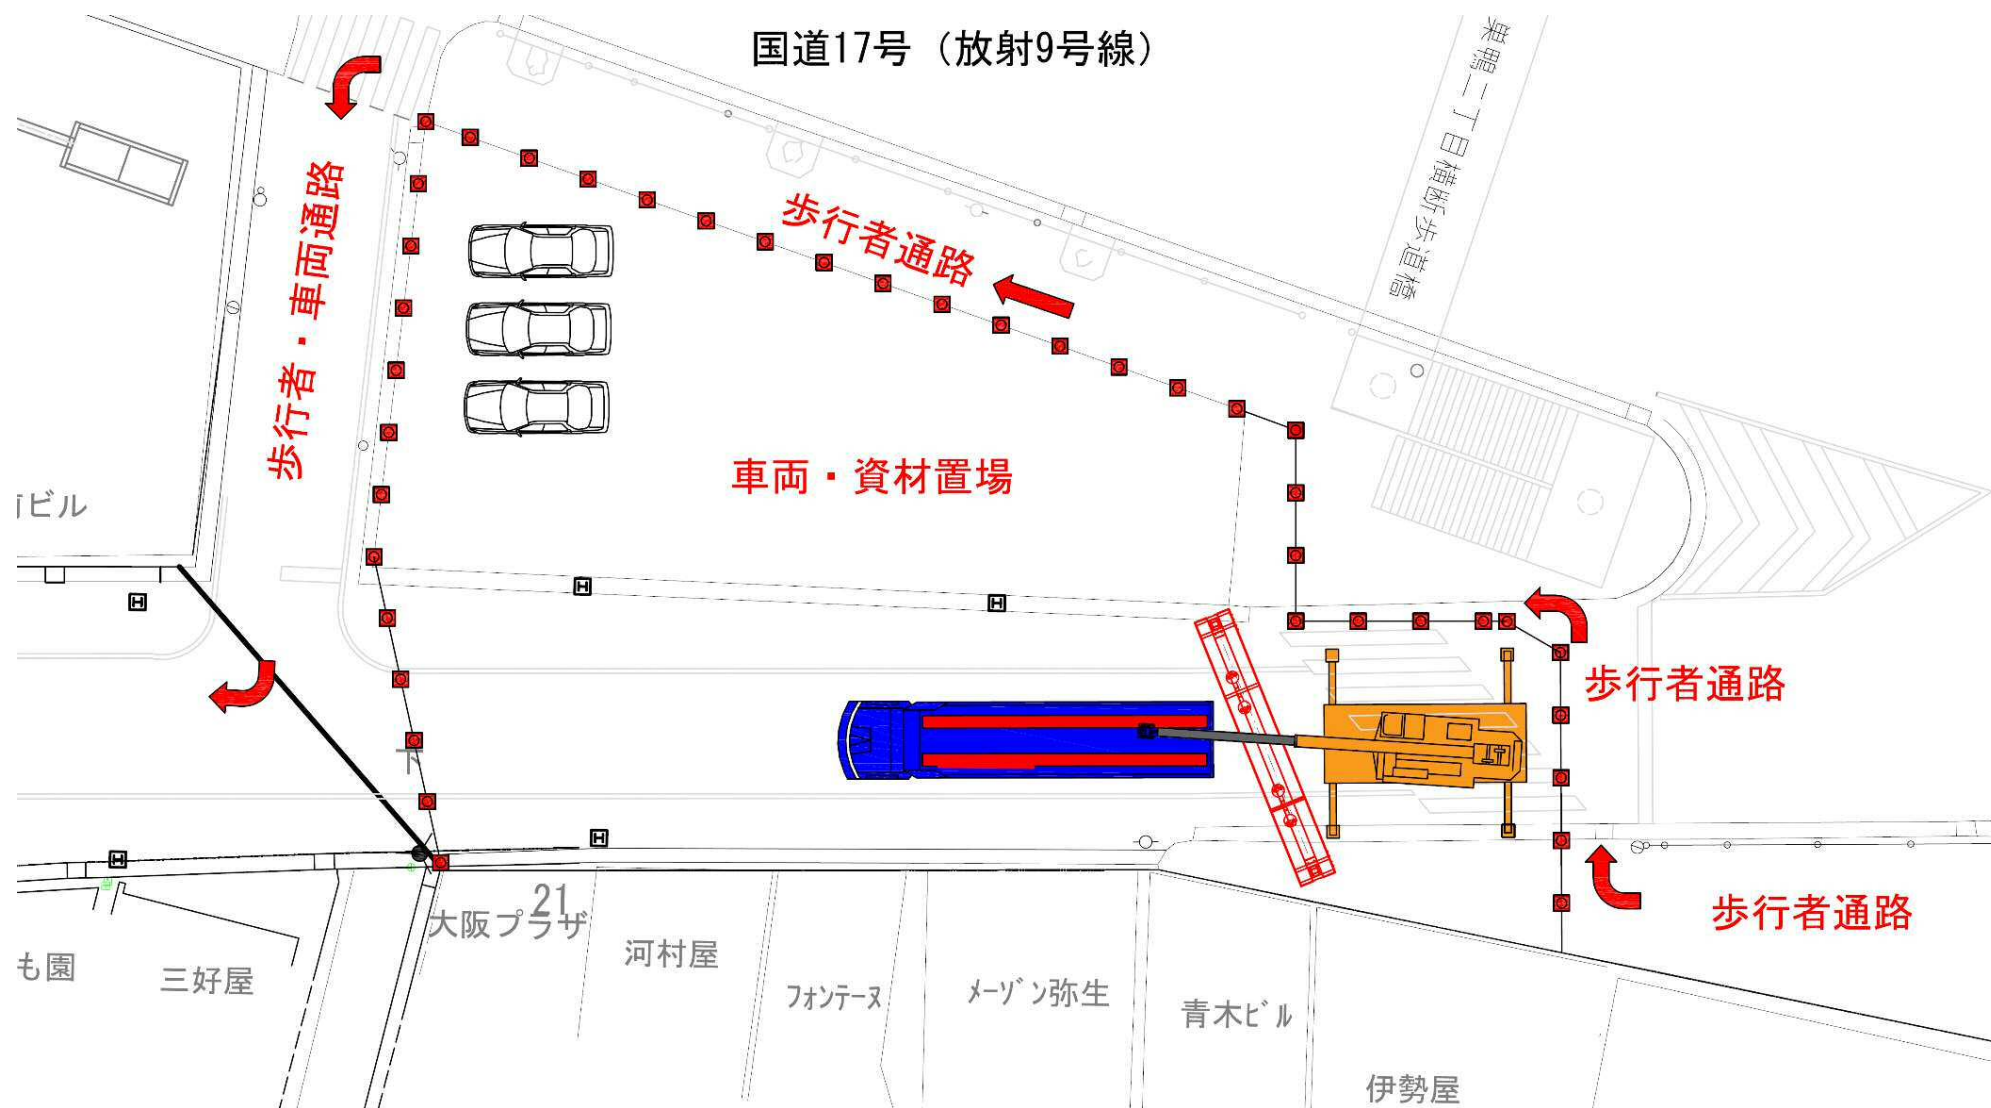 国道17号（放射9号線）
巣鴨二丁目横断歩道橋
歩行者・車両通路
歩行者通路
車両・資材置場
ビル
歩行者通路
下
歩行者通路
21
大阪プラザ
河村屋
フォンテーヌ
メーゾン弥生
青木ビル
伊勢屋
も園
三好屋